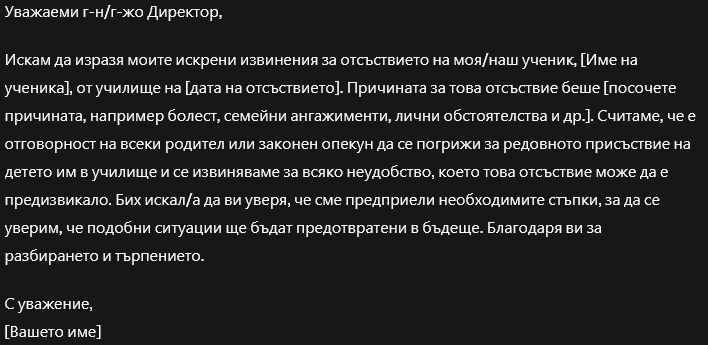 Уважаеми г-н/г-жо Директор,
Искам да изразя моите искрени извинения за отсъствието на моя/наш ученик, [Име на
ученика], от училище на [дата на отсъствието]. Причината за това отсъствие беше [посочете
причината, например болест, семейни ангажименти, лични обстоятелства и др.]. Считаме, че е
отговорност на всеки родител или законен опекун да се погрижи за редовното присъствие на
детето им в училище и се извиняваме за всяко неудобство, което това отсъствие може да е
предизвикало. Бих искал/а да ви уверя, че сме предприели необходимите стъпки, за да се
уверим, че подобни ситуации ще бъдат предотвратени в бъдеще. Благодаря ви за
разбирането и търпението.
С уважение,
[Вашето име]